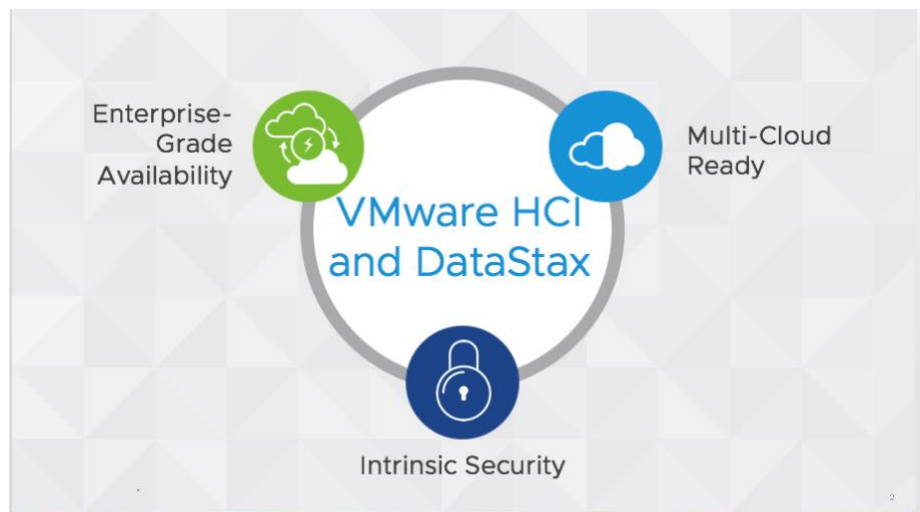 Enterprise-
Grade
Availability
Multi-Cloud
Ready
VMware HCI
and DataStax
Intrinsic Security
2